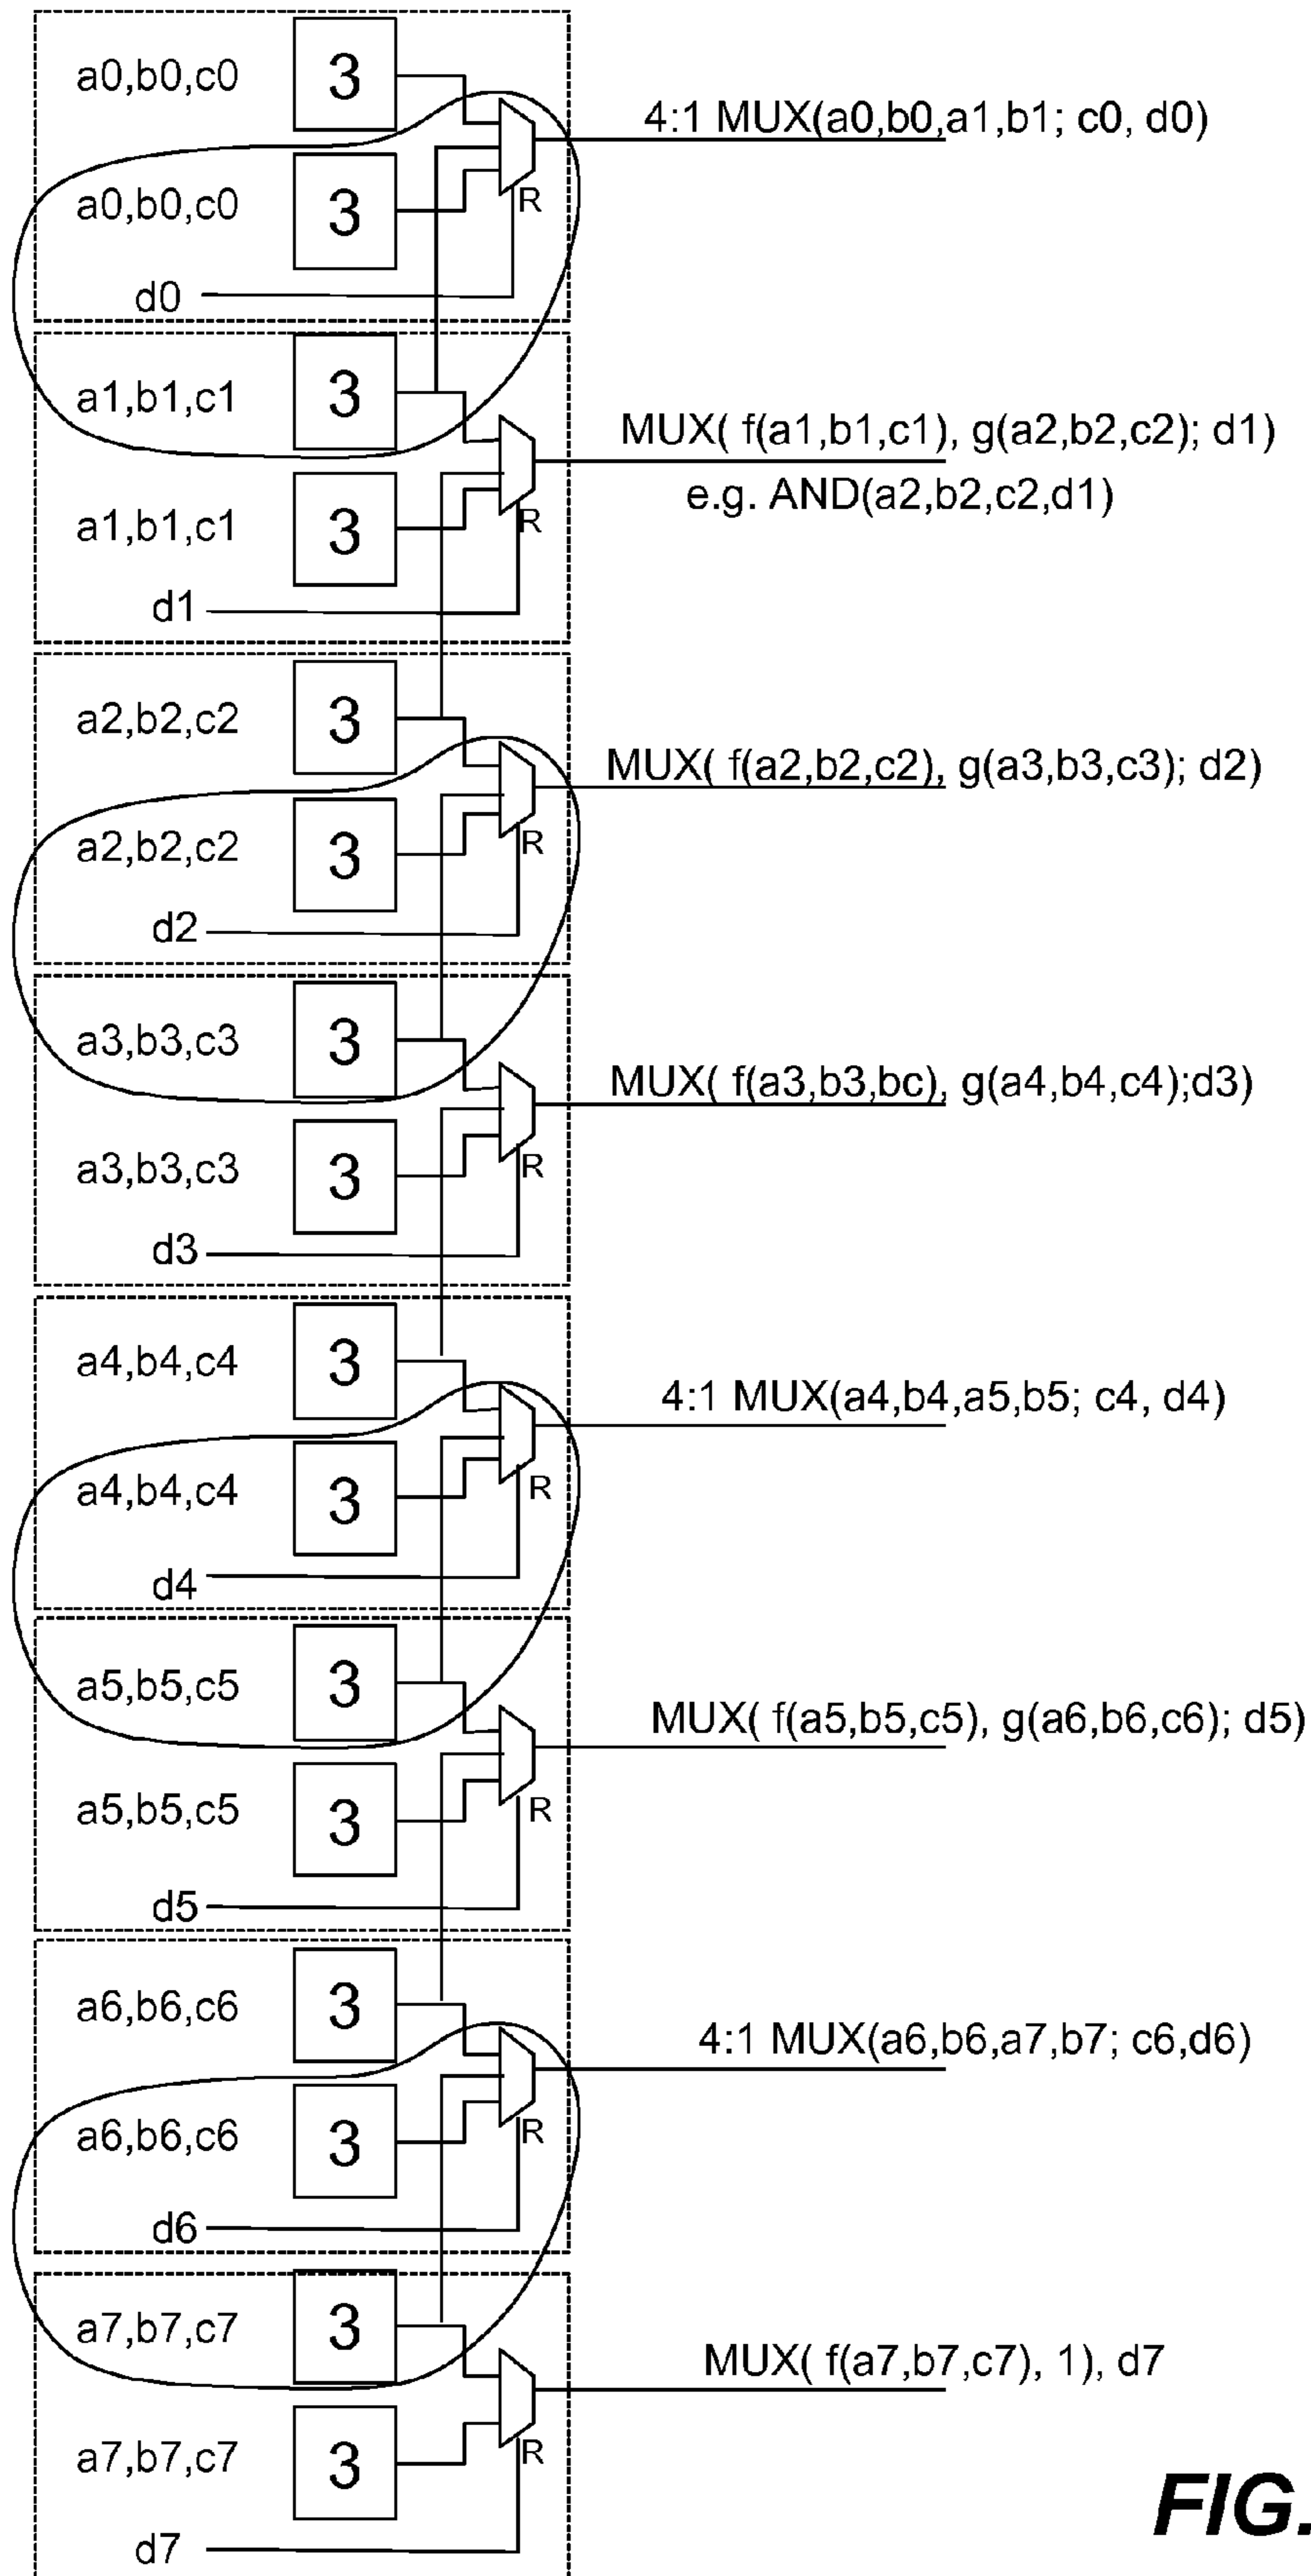 a0,b0,c0
3
4:1 MUX(a0,b0,a1,b1; c0, d0)
a0,b0,c0
3
R
d0
a1,b1,c1
3
MUX( f(a1,b1,c1), g(a2,b2,c2); d1)
e.g. AND(a2,b2,c2,d1)
a1,b1,c1
3
R
d1
a2,b2,c2
3
MUX( f(a2,b2,c2), g(a3,b3,c3); d2)
a2,b2,c2
3
R
d2
a3,b3,c3
3
MUX( f(a3,b3,bc), g(a4,b4,c4);d3)
a3,b3,c3
3
R
d3
a4,b4,c4
3
4:1 MUX(a4,b4,a5,b5; c4, d4)
a4,b4,c4
3
R
d4
a5,b5,c5
3
MUX( f(a5,b5,c5), g(a6,b6,c6); d5)
a5,b5,c5
3
R
d5
a6,b6,c6
3
4:1 MUX(a6,b6,a7,b7; c6,d6)
a6,b6,c6
3
R
d6
a7,b7,c7
3
MUX( f(a7,b7,c7), 1), d7
a7,b7,c7
3
R
d7
FIG.